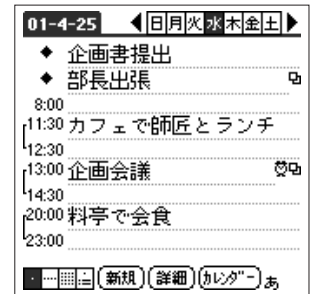 01-4-25 日月火水木金土
企画書提出
部長出張
8:00
11:30 カフェで師匠とランチ
12:30
13:00 企画会議
14:30
20:00 料亭で会食
23:00
新規 詳細 カレンダー あ